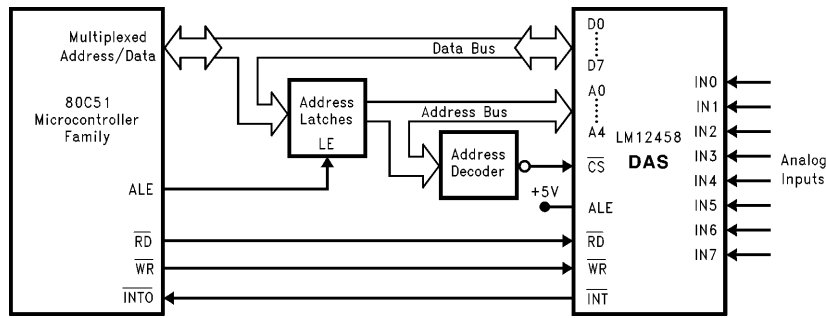 Multiplexed
Address/Data
80C51
Microcontroller
Family
ALE
RD
WR
INTO
Data Bus
Address
Latches
LE
Address Bus
Address
Decoder
+5V
D0
D7
A0
A4
LM12458
DAS
CS
ALE
RD
WR
INT
IN0
IN1
IN2
IN3
IN4
IN5
IN6
IN7
Analog
Inputs